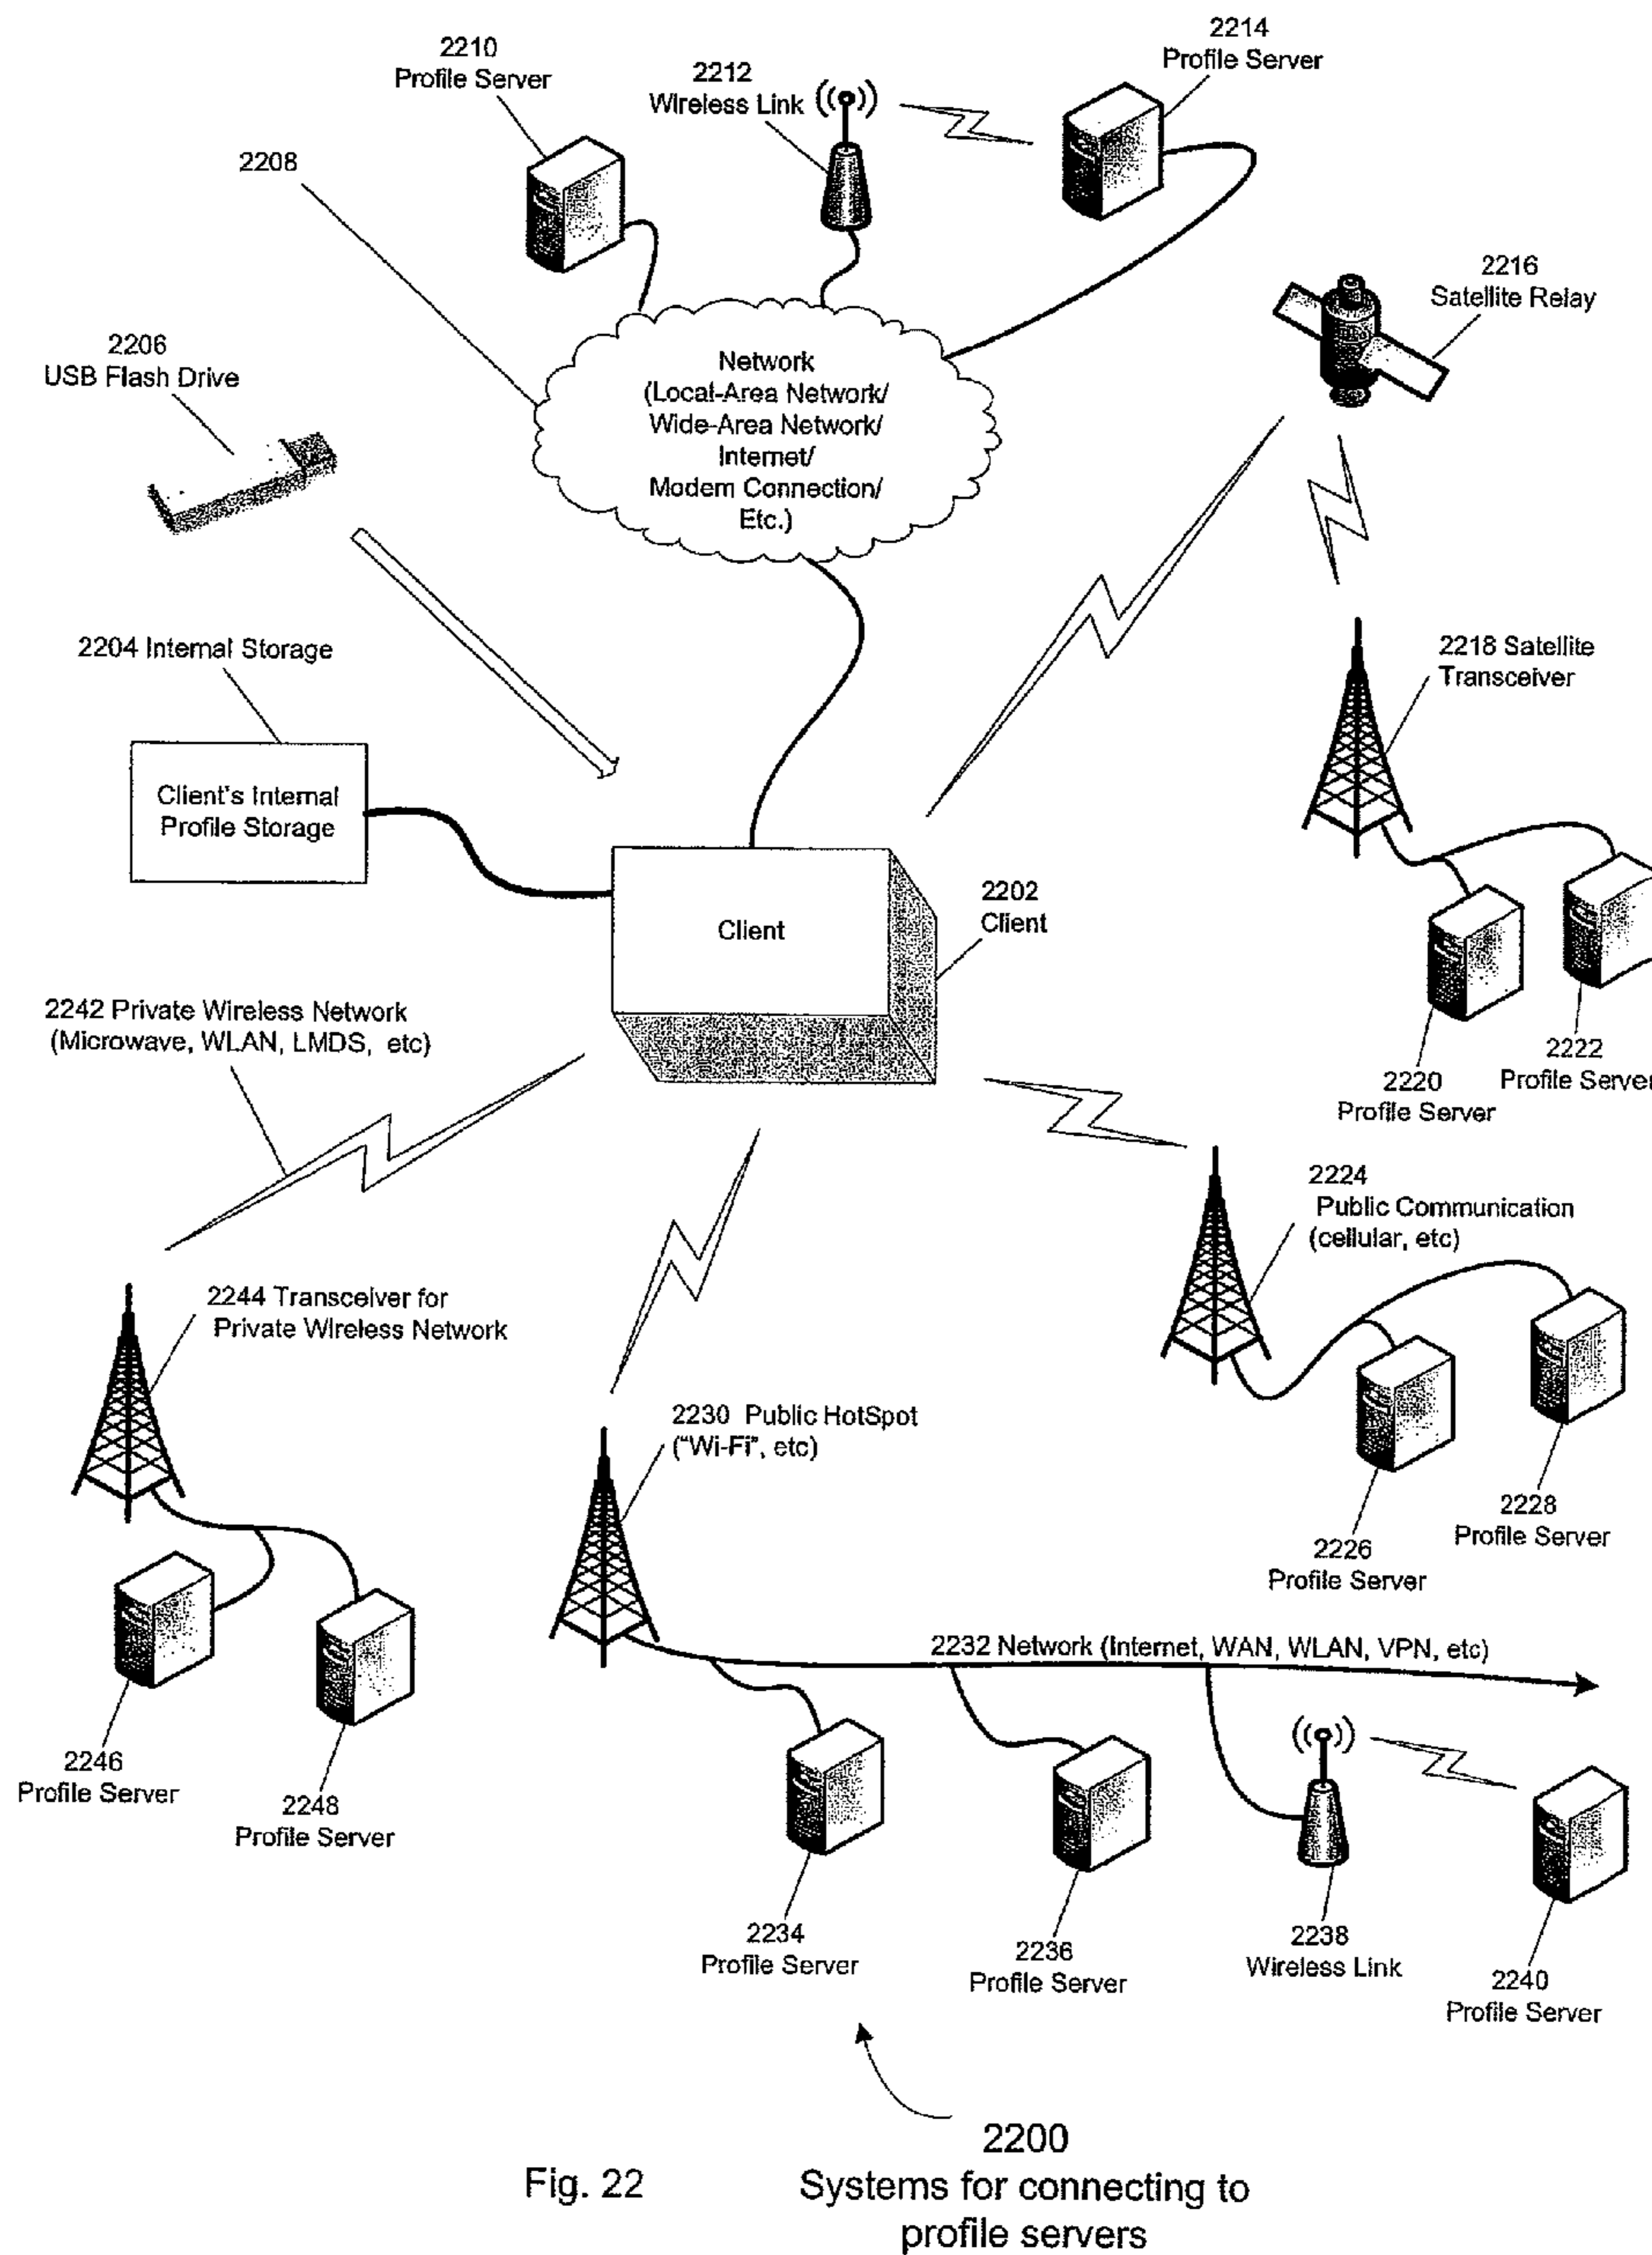 2210
Profile Server
2212
Wireless Link
2214
Profile Server
2208
2216
Satellite Relay
2206
USB Flash Drive
Network
(Local-Area Network/
Wide-Area Network/
Internet/
Modem Connection/
Etc.)
2204 Internal Storage
2218 Satellite
Transceiver
Client's Internal
Profile Storage
Client
2202
Client
2242 Private Wireless Network
(Microwave, WLAN, LMDS, etc)
2222
Profile Server
2220
Profile Server
2224
Public Communication
(cellular, etc)
2244 Transceiver for
Private Wireless Network
2230 Public HotSpot
("Wi-Fi", etc)
2228
Profile Server
2226
Profile Server
2232 Network (Internet, WAN, WLAN, VPN, etc)
2246
Profile Server
2248
Profile Server
2234
Profile Server
2236
Profile Server
2238
Wireless Link
2240
Profile Server
2200
Fig. 22
Systems for connecting to
profile servers